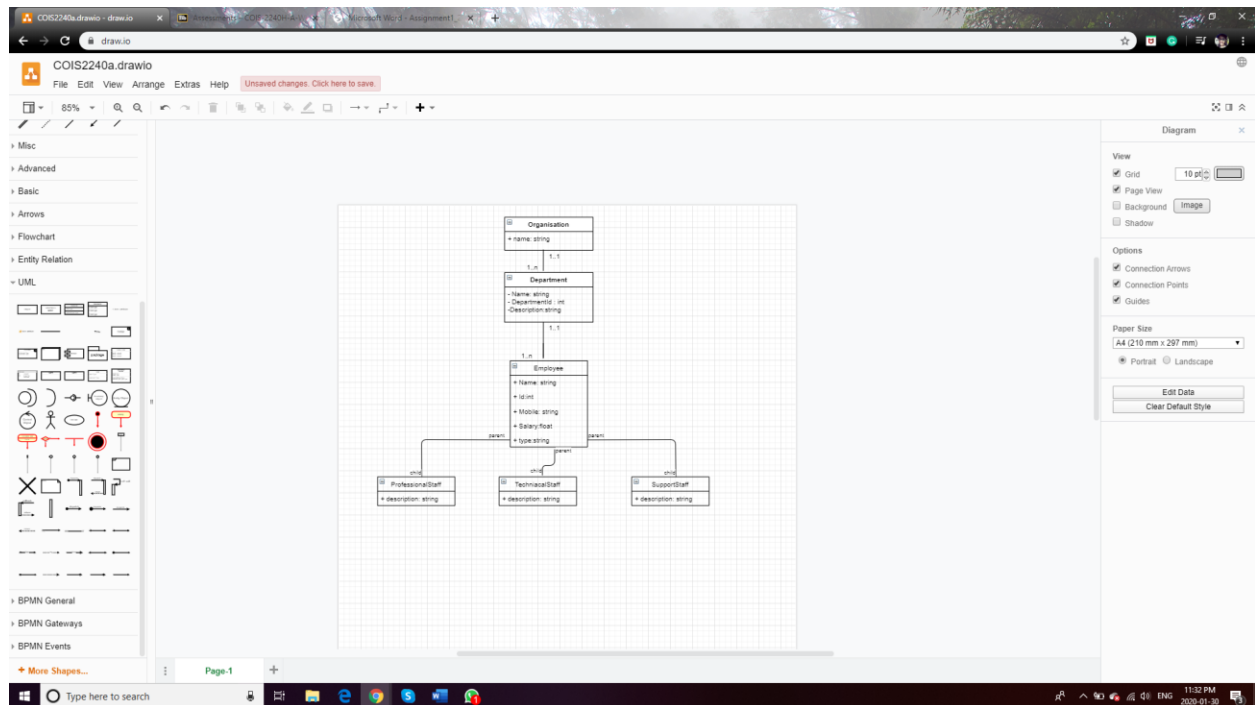 COIS2240a.drawio - draw.io
Assessments - COIS-2240H-A-W
Microsoft Word - Assignment1_
draw.io
COIS2240a.drawio
File Edit View Arrange Extras Help Unsaved changes. Click here to save.
85%
Misc
Advanced
Basic
Arrows
Flowchart
Entity Relation
UML
BPMN General
BPMN Gateways
BPMN Events
+ More Shapes...
Organisation
+ name: string
1..1
1..n
Department
- Name: string
- DepartmentId : int
-Description:string
1..1
1..n
Employee
+ Name: string
+ Id:int
+ Mobile: string
+ Salary:float
+ type:string
parent
parent
parent
child
child
child
ProfessionalStaff
+ description: string
TechniacalStaff
+ description: string
SupportStaff
+ description: string
Page-1
Diagram
View
Grid 10 pt
Page View
Background Image
Shadow
Options
Connection Arrows
Connection Points
Guides
Paper Size
A4 (210 mm x 297 mm)
Portrait Landscape
Edit Data
Clear Default Style
Type here to search
ENG
11:32 PM
2020-01-30